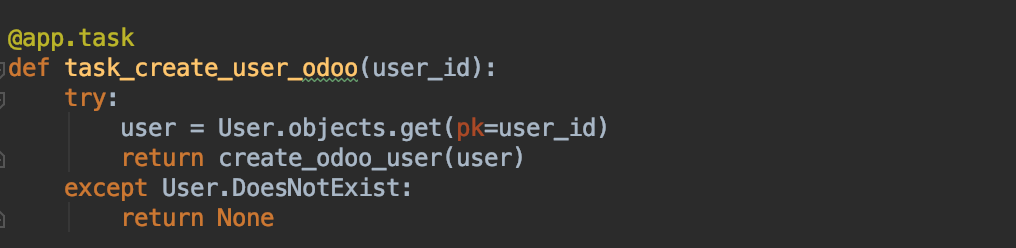 @app.task
def task_create_user_odoo(user_id):
    try:
        user = User.objects.get(pk=user_id)
        return create_odoo_user(user)
    except User.DoesNotExist:
        return None